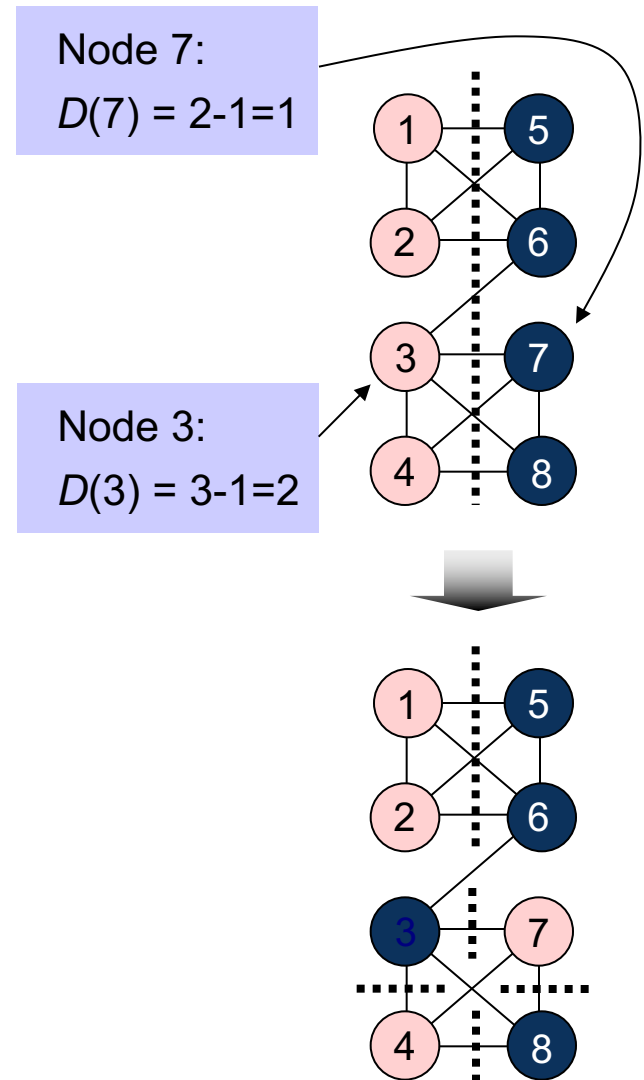 Node 7:
D(7) = 2-1=1
1 5
2 6
3 7
Node 3:
D(3) = 3-1=2
4 8
1 5
2 6
3 7
4 8